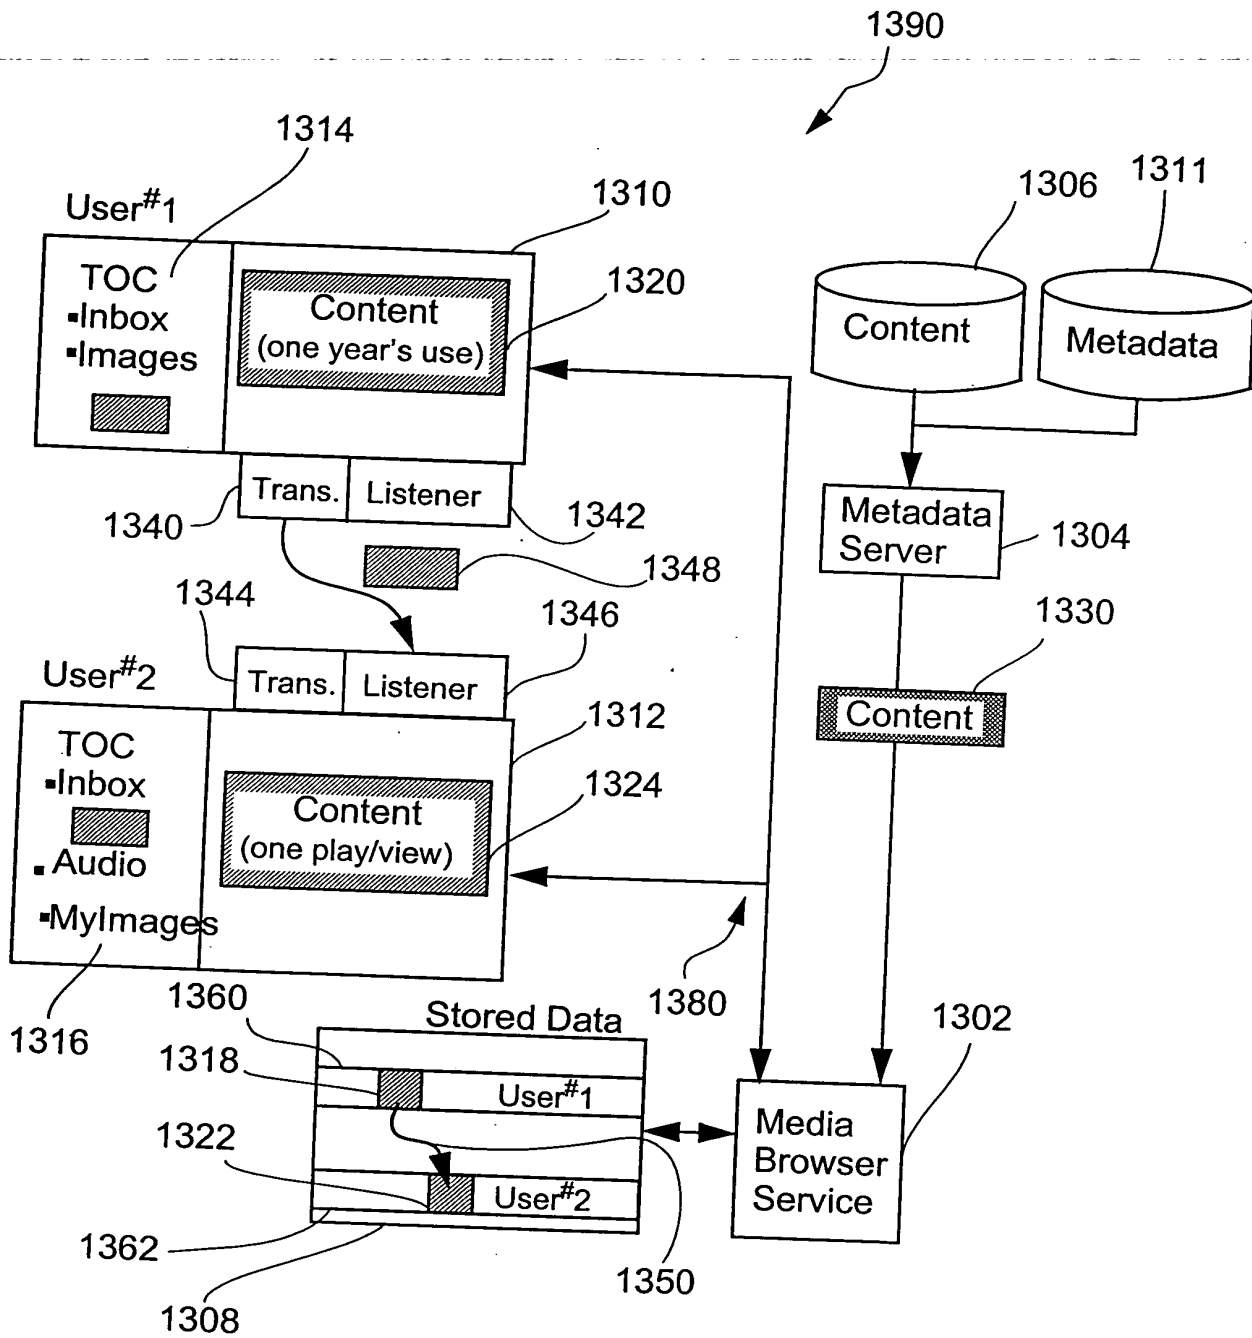 1390
1314
1306
1311
User#1
1310
TOC
▪Inbox
▪Images
Content
(one year's use)
1320
Content
Metadata
Trans.
Listener
1340
1342
Metadata
Server
1304
1348
1344
1346
1330
User#2
Trans.
Listener
Content
1312
TOC
▪Inbox
▪Audio
▪MyImages
Content
(one play/view)
1324
1316
1360
Stored Data
1380
1302
1318
User#1
1322
User#2
Media
Browser
Service
1362
1350
1308